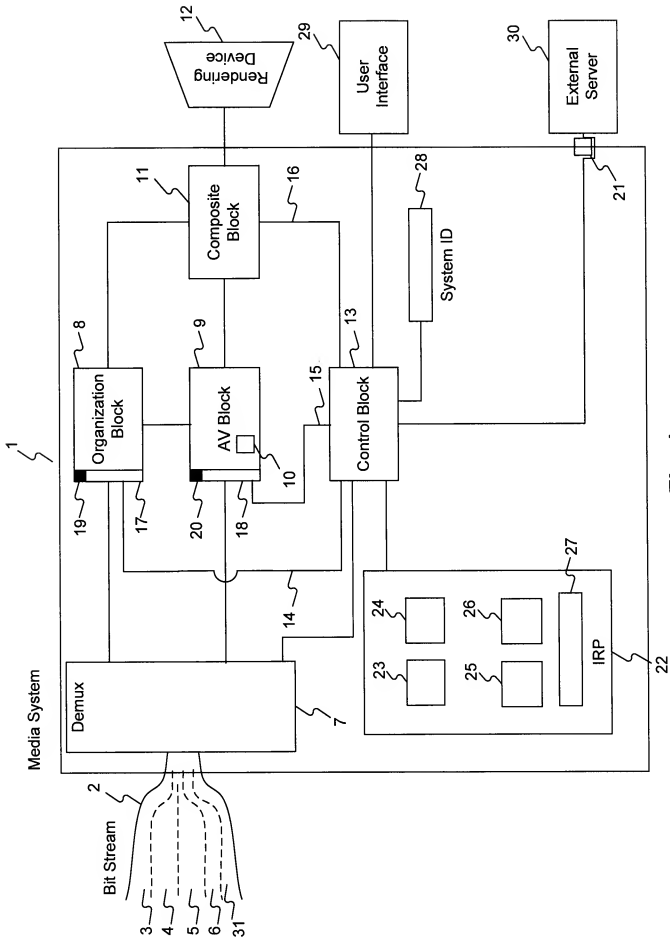 1
Media System
Bit Stream
2
3
4
5
6
31
Demux
7
19
Organization
Block
8
17
20
AV Block
9
10
18
14
15
Composite
Block
11
16
Rendering
Device
12
Control Block
13
System ID
28
User
Interface
29
External
Server
30
21
23
24
25
26
27
IRP
22